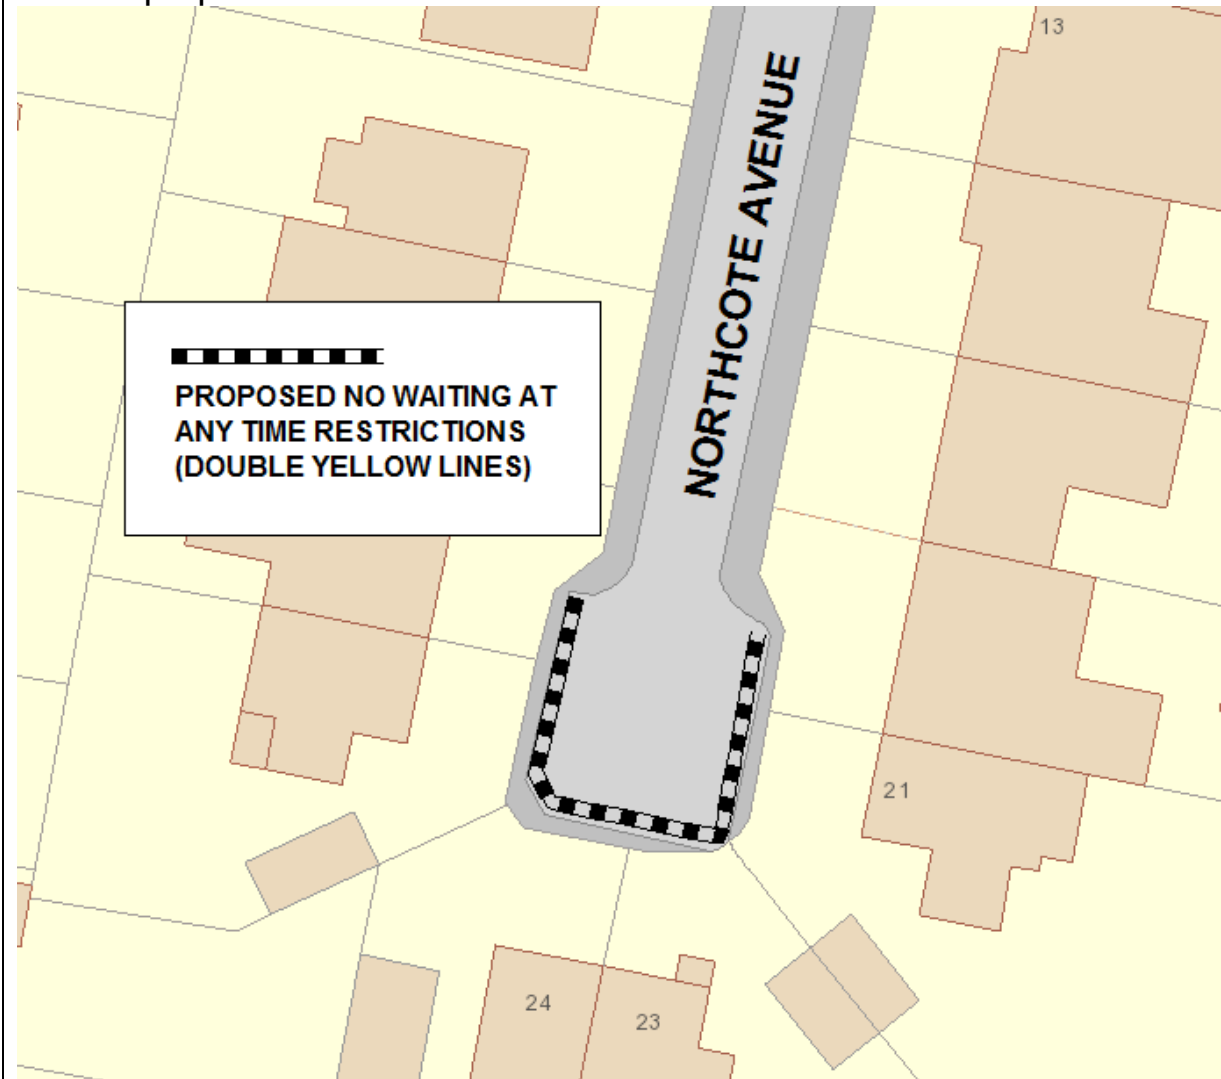 13
NORTHCOTE AVENUE
PROPOSED NO WAITING AT
ANY TIME RESTRICTIONS
(DOUBLE YELLOW LINES)
21
24
23